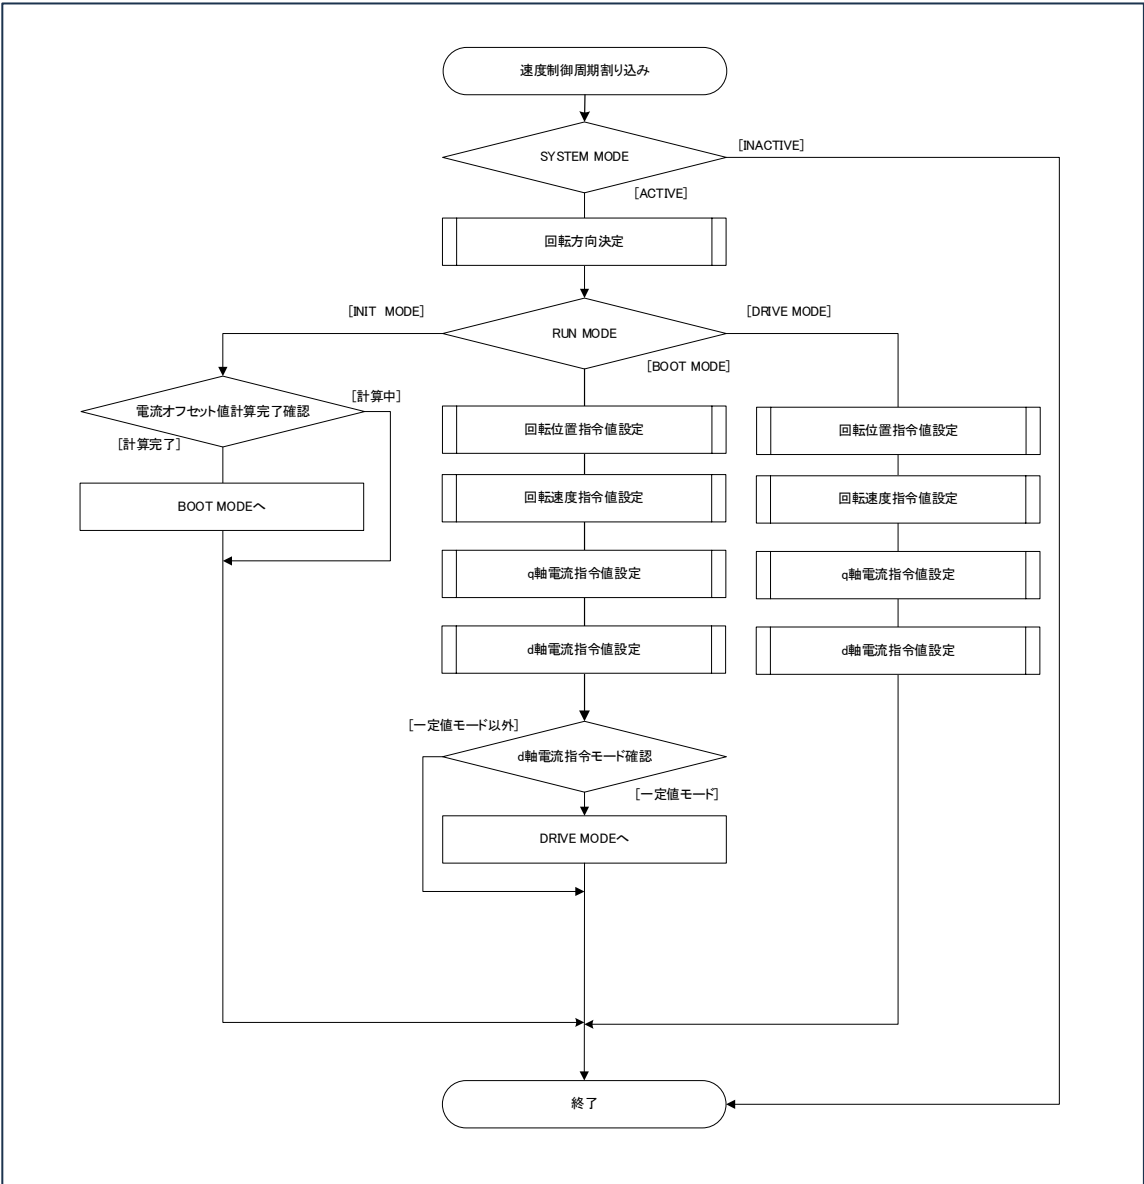 速度制御周期割り込み
SYSTEM MODE
[INACTIVE]
[ACTIVE]
回転方向決定
[INIT MODE]
RUN MODE
[DRIVE MODE]
[BOOT MODE]
電流オフセット値計算完了確認
[計算中]
[計算完了]
BOOT MODEへ
回転位置指令値設定
回転速度指令値設定
q軸電流指令値設定
d軸電流指令値設定
回転位置指令値設定
回転速度指令値設定
q軸電流指令値設定
d軸電流指令値設定
[一定値モード以外]
d軸電流指令モード確認
[一定値モード]
DRIVE MODEへ
終了